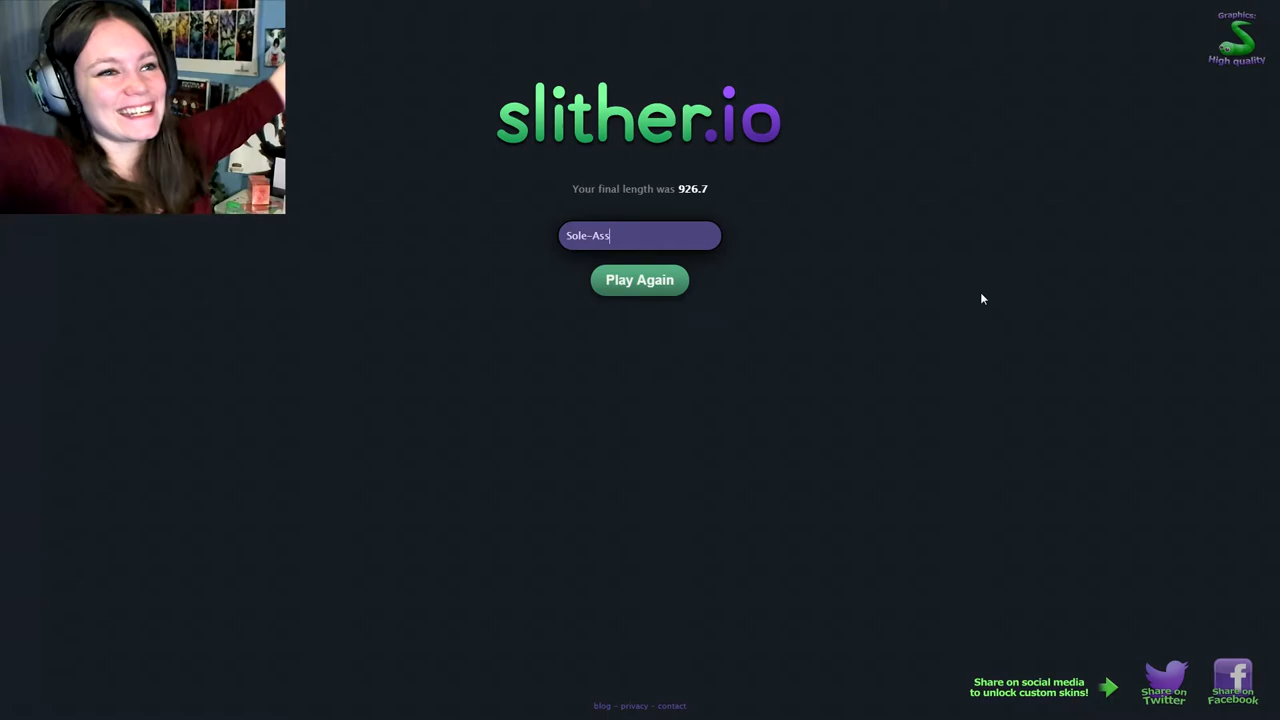 Graphics:
High quality
slither.io
Your final length was 926.7
Sole-Ass
Play Again
Share on social media
to unlock custom skins!
Share on
Twitter
Share on
Facebook
blog - privacy - contact